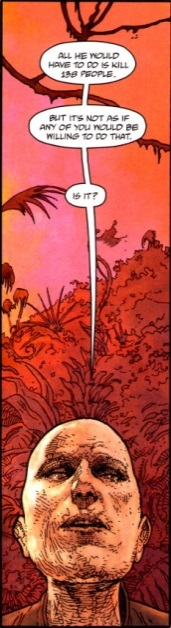 ALL HE WOULD
HAVE TO DO IS KILL
138 PEOPLE.
BUT IT'S NOT AS IF
ANY OF YOU WOULD BE
WILLING TO DO THAT.
IS IT?